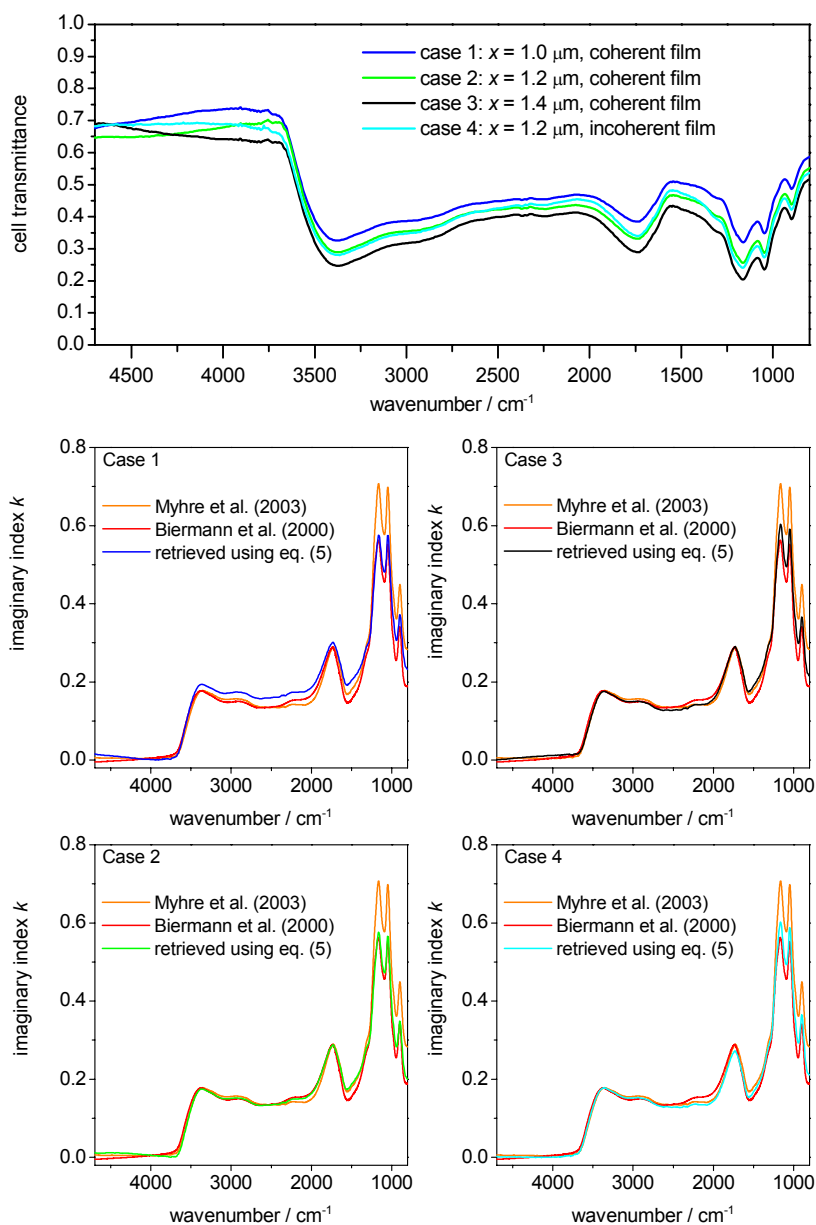 case 1: x = 1.0 µm, coherent film
case 2: x = 1.2 µm, coherent film
case 3: x = 1.4 µm, coherent film
case 4: x = 1.2 µm, incoherent film
cell transmittance
1.0
0.9
0.8
0.7
0.6
0.5
0.4
0.3
0.2
0.1
0.0
4500 4000 3500 3000 2500 2000 1500 1000
wavenumber / cm⁻¹
Case 1
Myhre et al. (2003)
Biermann et al. (2000)
retrieved using eq. (5)
imaginary index k
0.8
0.6
0.4
0.2
0.0
4000 3000 2000 1000
wavenumber / cm⁻¹
Case 3
Myhre et al. (2003)
Biermann et al. (2000)
retrieved using eq. (5)
imaginary index k
0.8
0.6
0.4
0.2
0.0
4000 3000 2000 1000
wavenumber / cm⁻¹
Case 2
Myhre et al. (2003)
Biermann et al. (2000)
retrieved using eq. (5)
imaginary index k
0.8
0.6
0.4
0.2
0.0
4000 3000 2000 1000
wavenumber / cm⁻¹
Case 4
Myhre et al. (2003)
Biermann et al. (2000)
retrieved using eq. (5)
imaginary index k
0.8
0.6
0.4
0.2
0.0
4000 3000 2000 1000
wavenumber / cm⁻¹